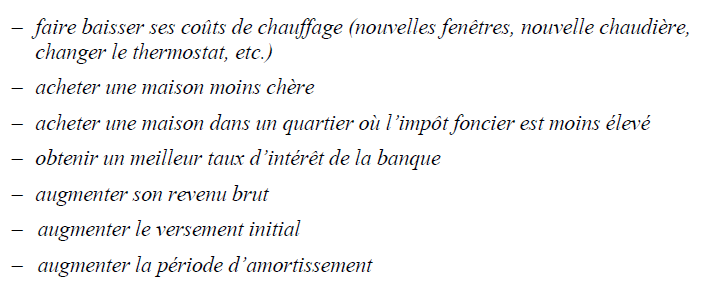 – faire baisser ses coûts de chauffage (nouvelles fenêtres, nouvelle chaudière,
changer le thermostat, etc.)
– acheter une maison moins chère
– acheter une maison dans un quartier où l’impôt foncier est moins élevé
– obtenir un meilleur taux d’intérêt de la banque
– augmenter son revenu brut
– augmenter le versement initial
– augmenter la période d’amortissement